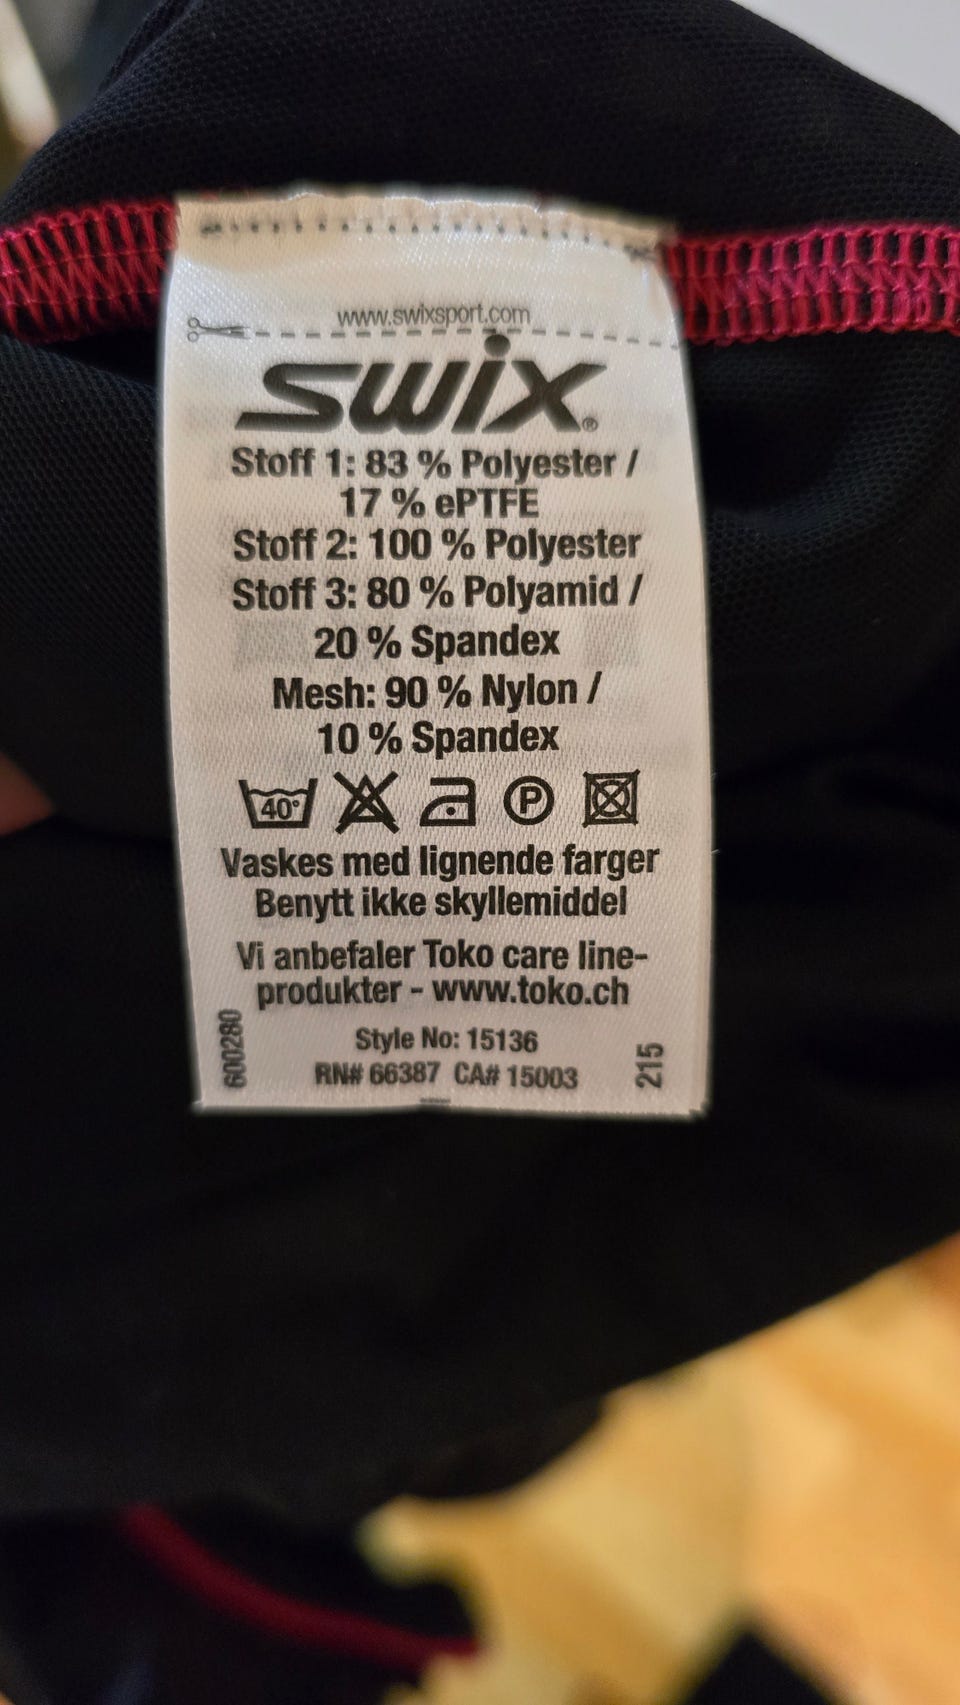 www.swixsport.com
swix®
Stoff 1: 83 % Polyester /
17 % ePTFE
Stoff 2: 100 % Polyester
Stoff 3: 80 % Polyamid /
20 % Spandex
Mesh: 90 % Nylon /
10 % Spandex
40° P
Vaskes med lignende farger
Benytt ikke skyllemiddel
Vi anbefaler Toko care line-
produkter - www.toko.ch
Style No: 15136
RN# 66387 CA# 15003
600280
215